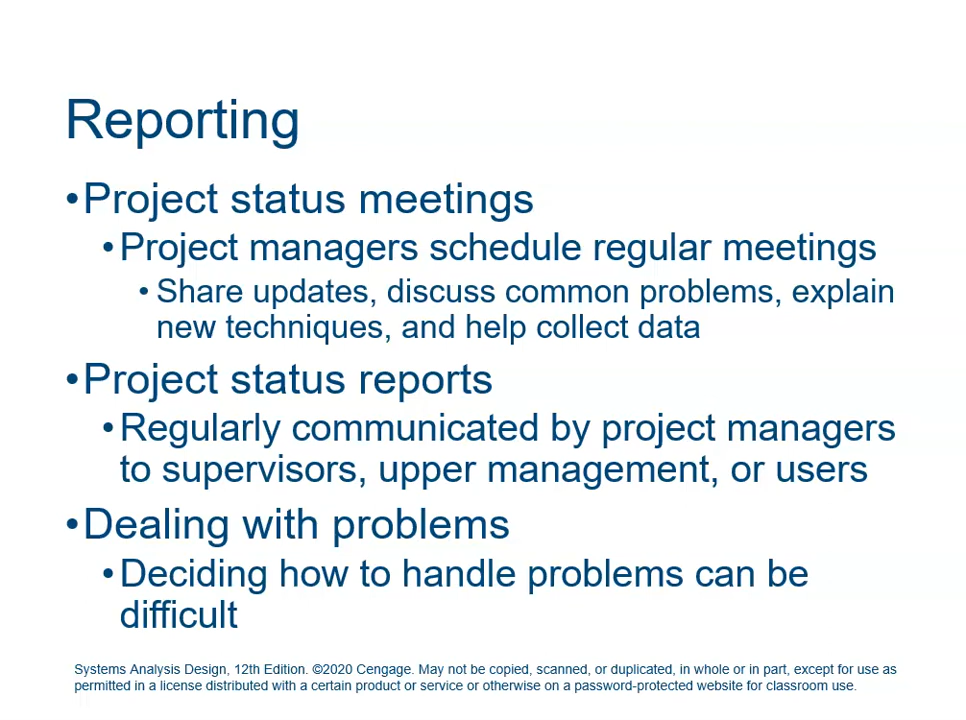 Reporting
•Project status meetings
•Project managers schedule regular meetings
•Share updates, discuss common problems, explain
new techniques, and help collect data
•Project status reports
•Regularly communicated by project managers
to supervisors, upper management, or users
•Dealing with problems
•Deciding how to handle problems can be
difficult
Systems Analysis Design, 12th Edition. ©2020 Cengage. May not be copied, scanned, or duplicated, in whole or in part, except for use as
permitted in a license distributed with a certain product or service or otherwise on a password-protected website for classroom use.